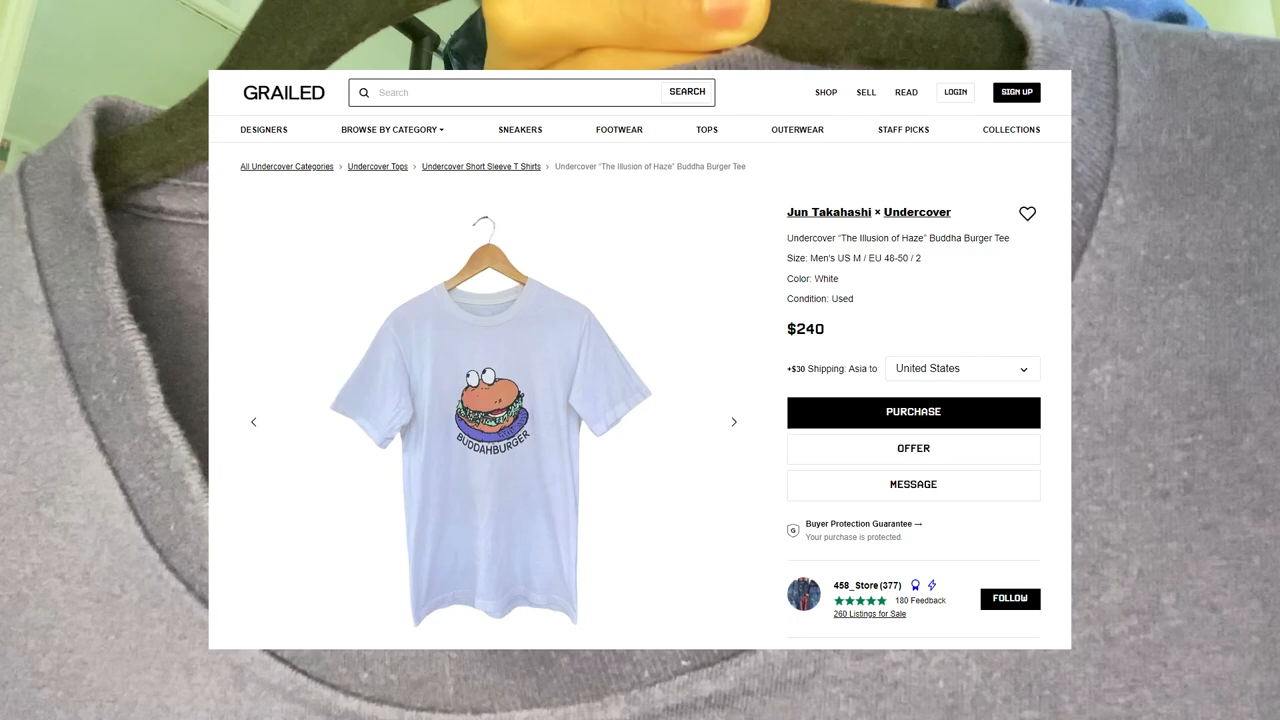 GRAILED
Search
SEARCH
SHOP
SELL
READ
LOGIN
SIGN UP
DESIGNERS
BROWSE BY CATEGORY
SNEAKERS
FOOTWEAR
TOPS
OUTERWEAR
STAFF PICKS
COLLECTIONS
All Undercover Categories > Undercover Tops > Undercover Short Sleeve T Shirts > Undercover “The Illusion of Haze” Buddha Burger Tee
BUDDAHBURGER
Jun Takahashi × Undercover
Undercover “The Illusion of Haze” Buddha Burger Tee
Size: Men's US M / EU 48-50 / 2
Color: White
Condition: Used
$240
+$30 Shipping: Asia to
United States
PURCHASE
OFFER
MESSAGE
G
Buyer Protection Guarantee →
Your purchase is protected.
458_Store (377)
180 Feedback
260 Listings for Sale
FOLLOW